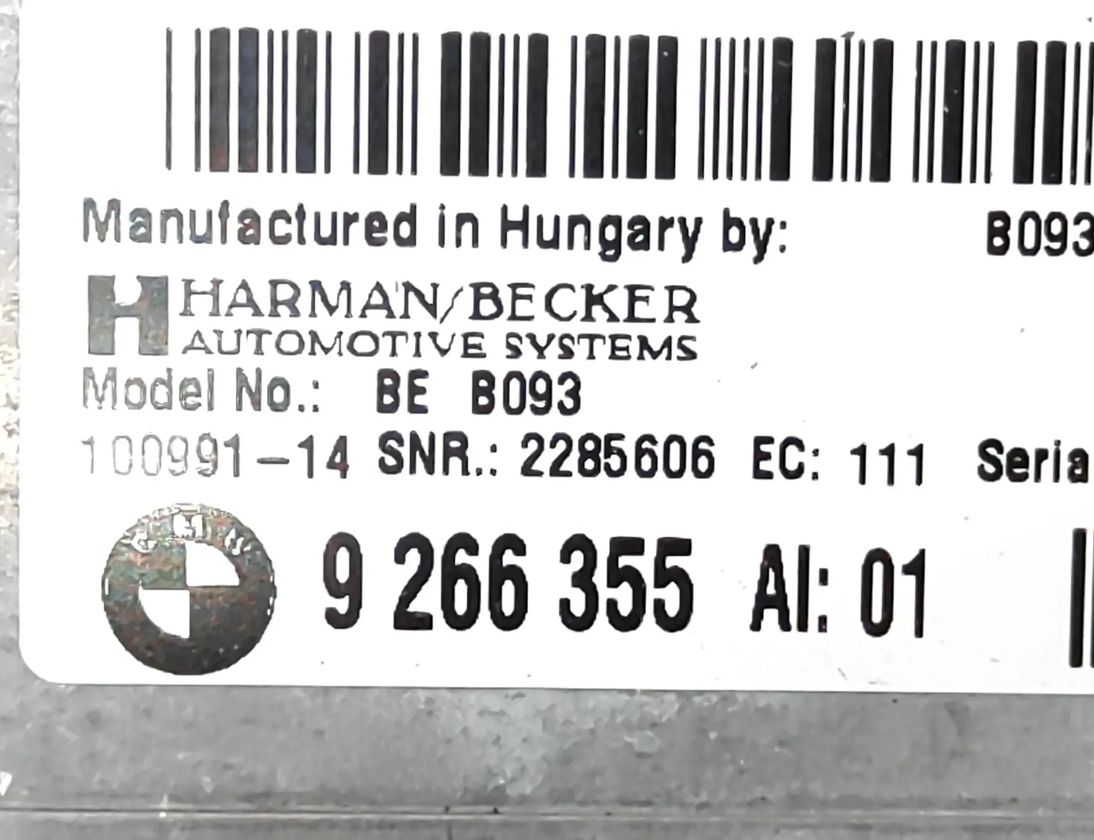 Manufactured in Hungary by: B093
HARMAN/BECKER
AUTOMOTIVE SYSTEMS
Model No.: BE B093
100991-14 SNR.: 2285606 EC: 111 Seria
BMW
9 266 355 AI: 01